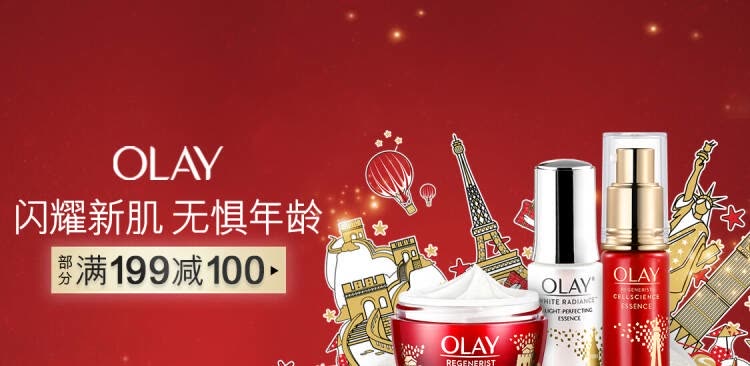 OLAY
闪耀新肌 无惧年龄
部分 满199减100
OLAY
REGENERIST
OLAY
WHITE RADIANCE
LIGHT-PERFECTING
ESSENCE
OLAY
REGENERIST
CELLSCIENCE
ESSENCE